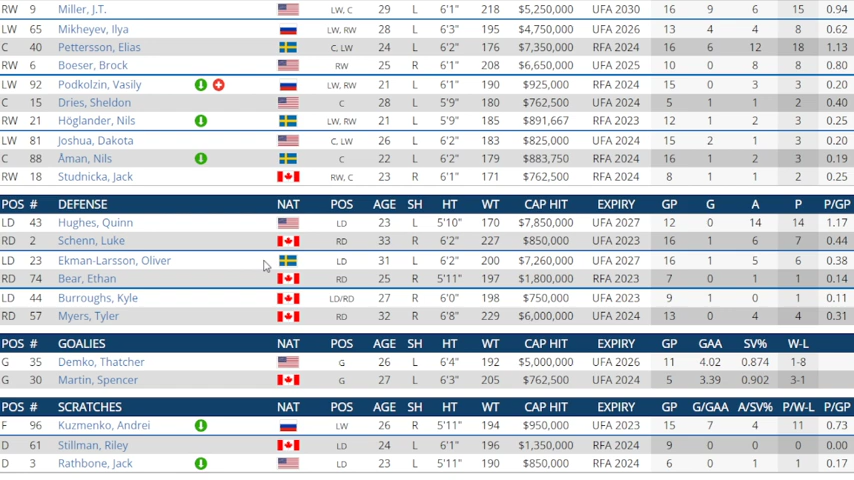 RW 9 Miller, J.T. LW, C 29 L 6'1" 218 $5,250,000 UFA 2030 16 9 6 15 0.94
LW 65 Mikheyev, Ilya LW, RW 28 L 6'3" 195 $4,750,000 UFA 2026 13 4 4 8 0.62
C 40 Pettersson, Elias C, LW 24 L 6'2" 176 $7,350,000 RFA 2024 16 6 12 18 1.13
RW 6 Boeser, Brock RW 25 R 6'1" 208 $6,650,000 UFA 2025 10 0 8 8 0.80
LW 92 Podkolzin, Vasily LW, RW 21 L 6'1" 190 $925,000 RFA 2024 15 0 3 3 0.20
C 15 Dries, Sheldon C 28 L 5'9" 180 $762,500 UFA 2024 5 1 1 2 0.40
RW 21 Höglander, Nils LW, RW 21 L 5'9" 185 $891,667 RFA 2023 12 1 2 3 0.25
LW 81 Joshua, Dakota C, LW 26 L 6'2" 183 $825,000 UFA 2024 15 2 1 3 0.20
C 88 Åman, Nils C 22 L 6'2" 179 $883,750 RFA 2024 16 1 2 3 0.19
RW 18 Studnicka, Jack RW, C 23 R 6'1" 171 $762,500 RFA 2024 8 1 1 2 0.25
POS # DEFENSE NAT POS AGE SH HT WT CAP HIT EXPIRY GP G A P P/GP
LD 43 Hughes, Quinn LD 23 L 5'10" 170 $7,850,000 UFA 2027 12 0 14 14 1.17
RD 2 Schenn, Luke RD 33 R 6'2" 227 $850,000 UFA 2023 16 1 6 7 0.44
LD 23 Ekman-Larsson, Oliver LD 31 L 6'2" 200 $7,260,000 UFA 2027 16 1 5 6 0.38
RD 74 Bear, Ethan RD 25 R 5'11" 197 $1,800,000 RFA 2023 7 0 1 1 0.14
LD 44 Burroughs, Kyle LD/RD 27 R 6'0" 198 $750,000 UFA 2023 9 1 0 1 0.11
RD 57 Myers, Tyler RD 32 R 6'8" 229 $6,000,000 UFA 2024 13 0 4 4 0.31
POS # GOALIES NAT POS AGE SH HT WT CAP HIT EXPIRY GP GAA SV% W-L
G 35 Demko, Thatcher G 26 L 6'4" 192 $5,000,000 UFA 2026 11 4.02 0.874 1-8
G 30 Martin, Spencer G 27 L 6'3" 205 $762,500 UFA 2024 5 3.39 0.902 3-1
POS # SCRATCHES NAT POS AGE SH HT WT CAP HIT EXPIRY GP G/GAA A/SV% P/W-L P/GP
F 96 Kuzmenko, Andrei LW 26 R 5'11" 194 $950,000 UFA 2023 15 7 4 11 0.73
D 61 Stillman, Riley LD 24 L 6'1" 196 $1,350,000 RFA 2024 9 0 0 0 0.00
D 3 Rathbone, Jack LD 23 L 5'11" 190 $850,000 RFA 2024 6 0 1 1 0.17